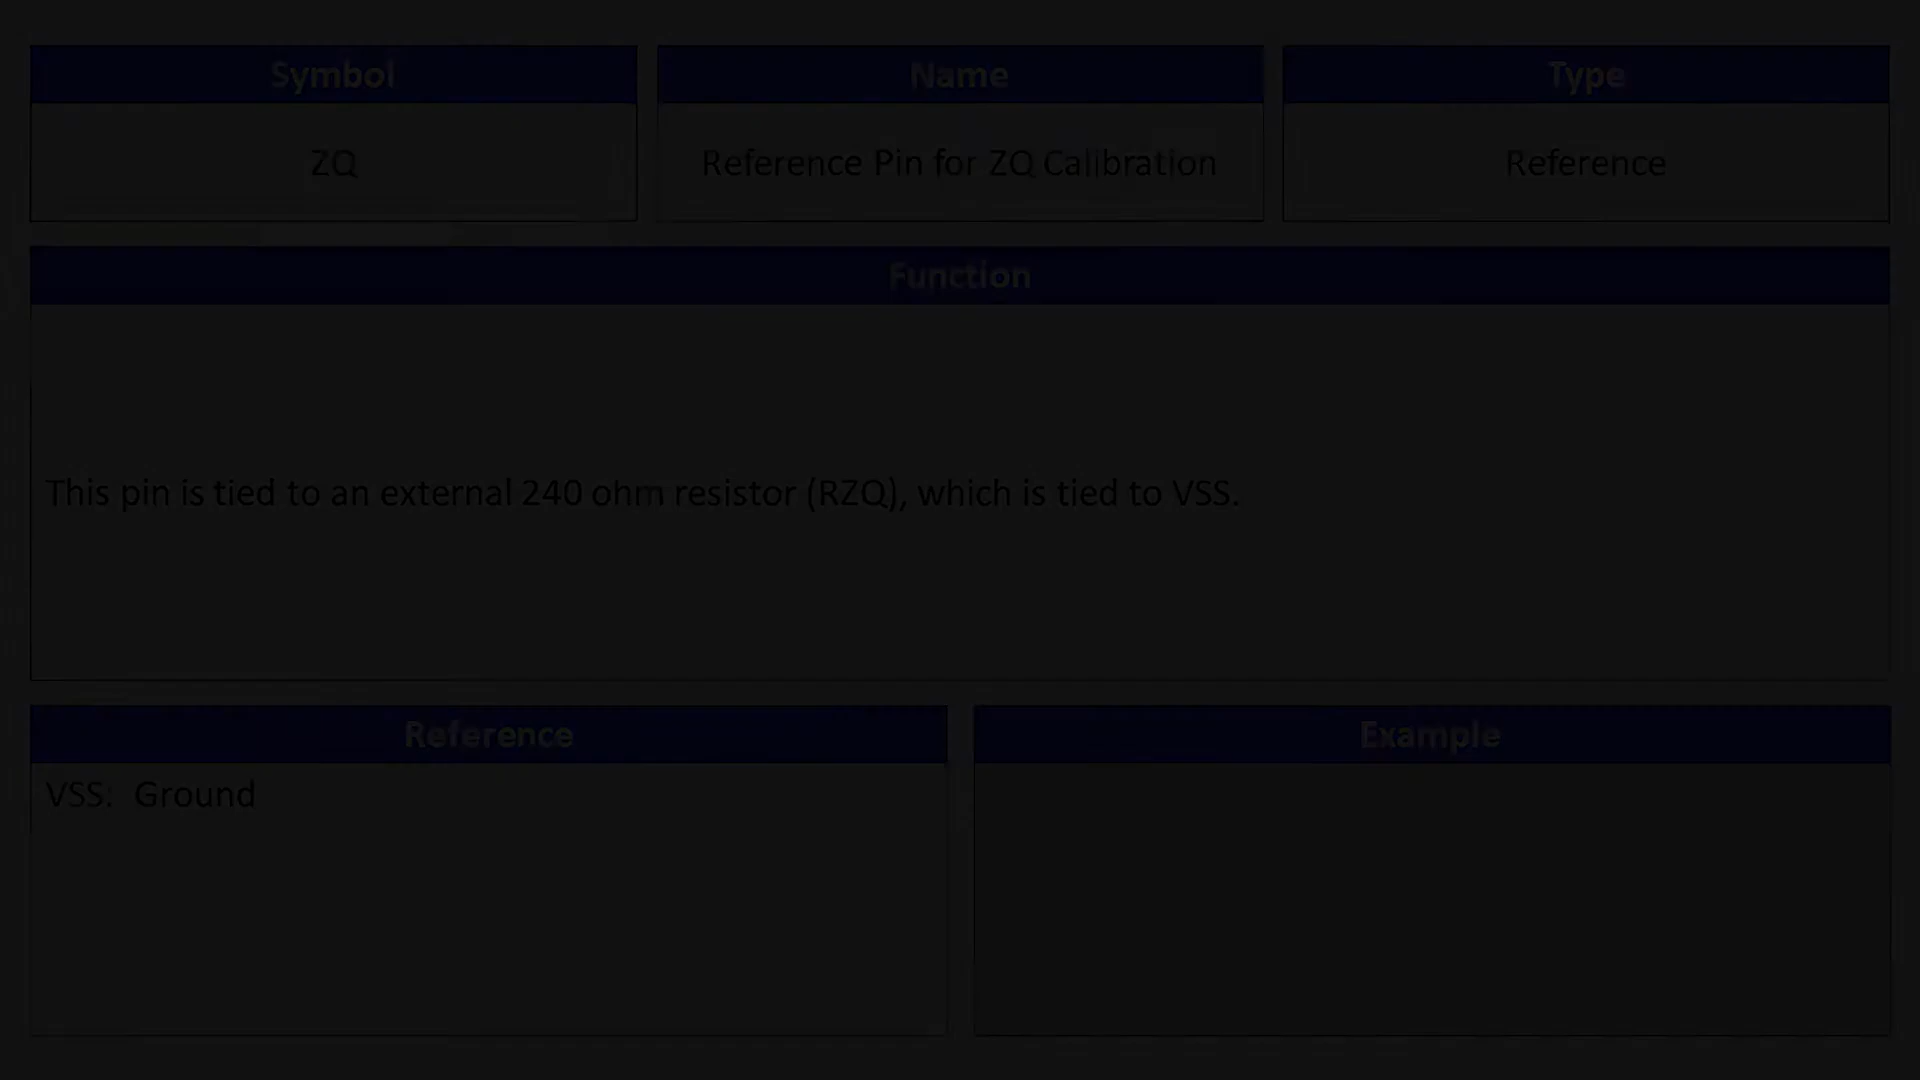 Symbol
Name
Type
ZQ
Reference Pin for ZQ Calibration
Reference
Function
This pin is tied to an external 240 ohm resistor (RZQ), which is tied to VSS.
Reference
Example
VSS: Ground